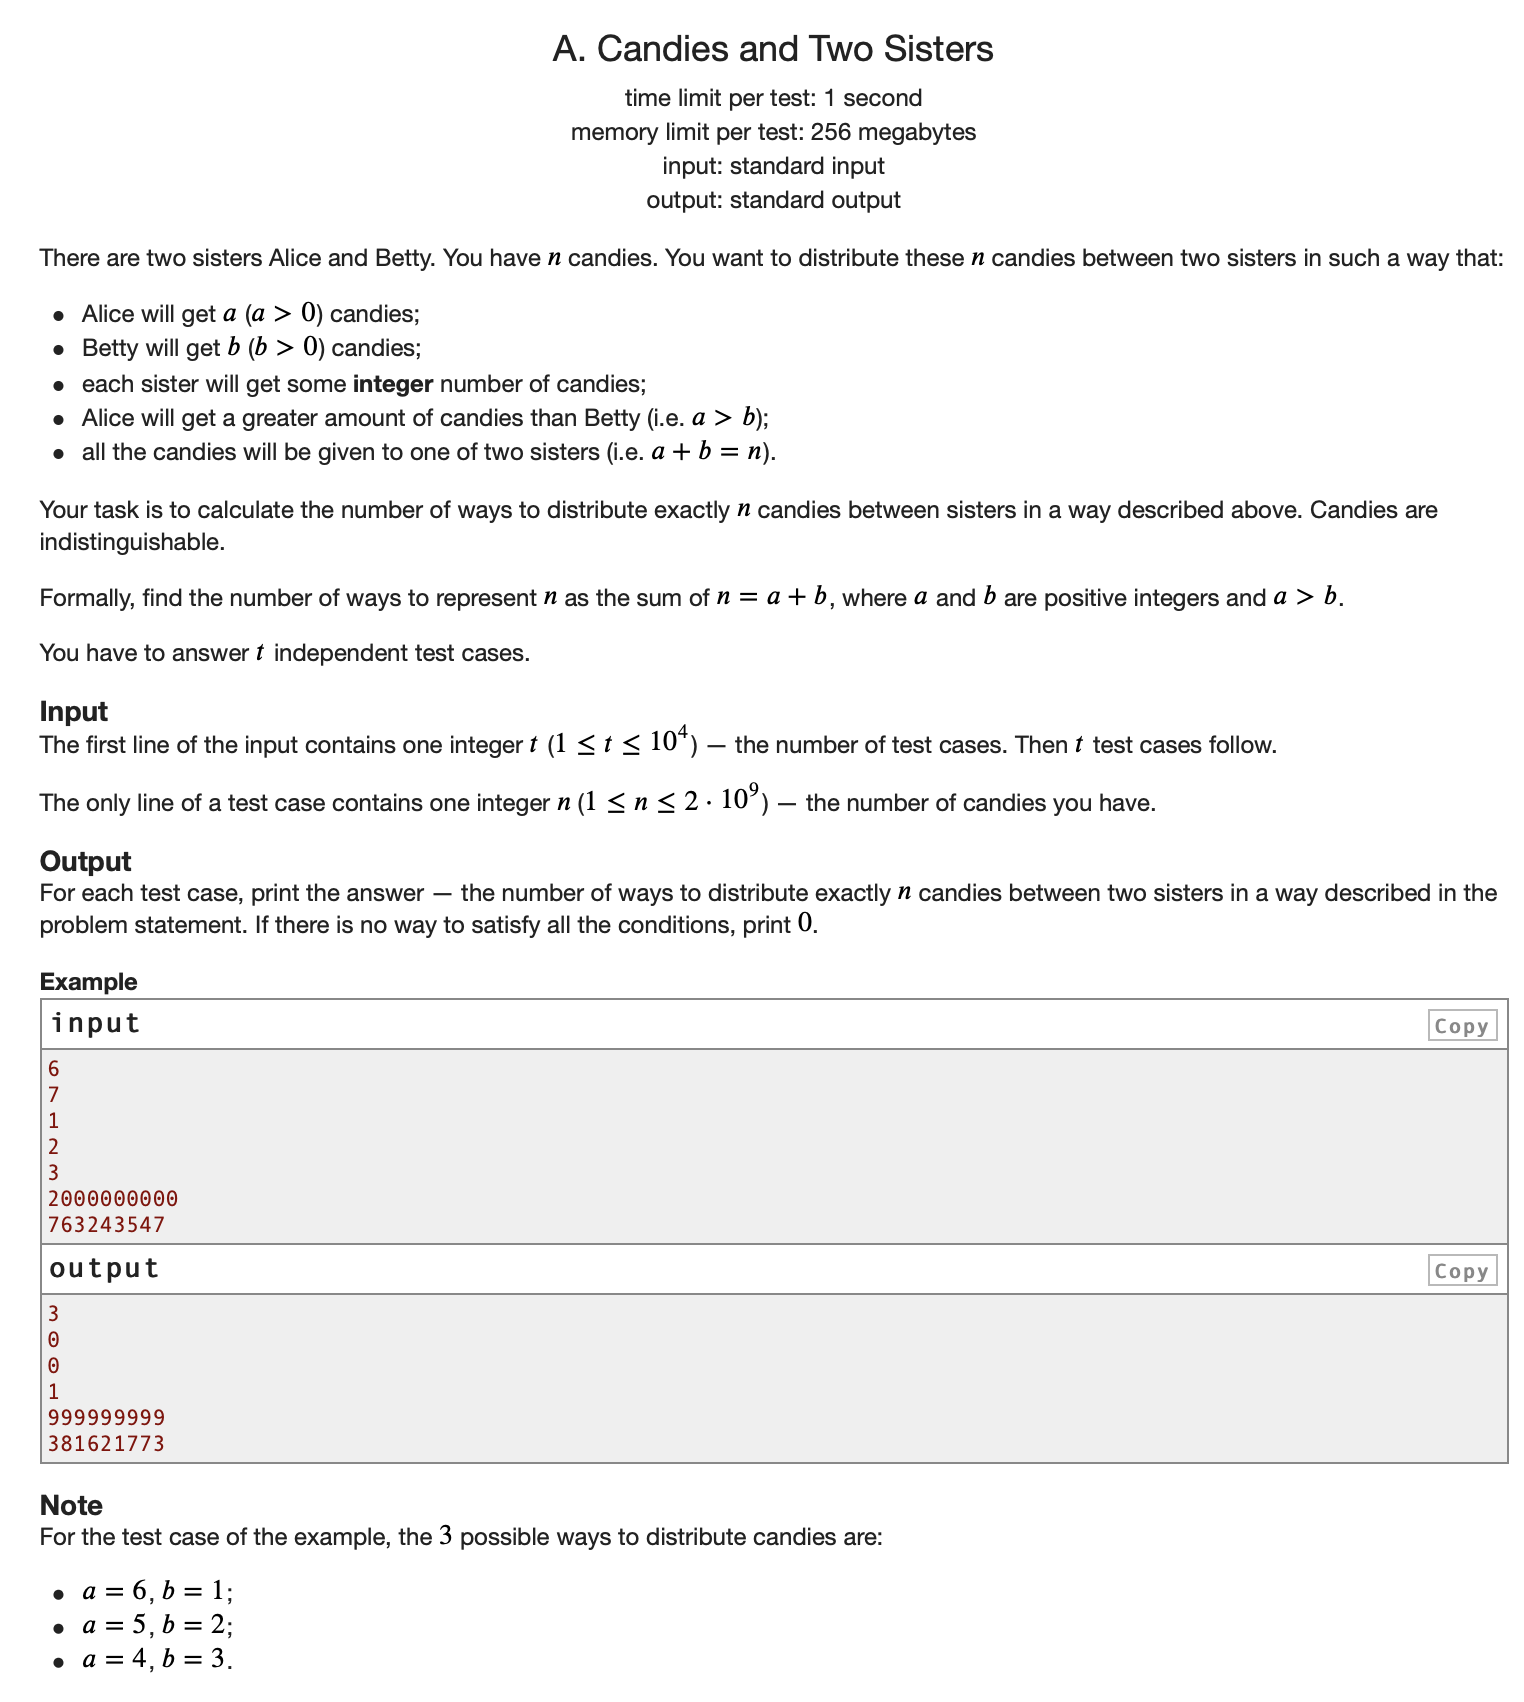 A. Candies and Two Sisters
time limit per test: 1 second
memory limit per test: 256 megabytes
input: standard input
output: standard output
There are two sisters Alice and Betty. You have n candies. You want to distribute these n candies between two sisters in such a way that:
• Alice will get a (a > 0) candies;
• Betty will get b (b > 0) candies;
• each sister will get some integer number of candies;
• Alice will get a greater amount of candies than Betty (i.e. a > b);
• all the candies will be given to one of two sisters (i.e. a + b = n).
Your task is to calculate the number of ways to distribute exactly n candies between sisters in a way described above. Candies are
indistinguishable.
Formally, find the number of ways to represent n as the sum of n = a + b, where a and b are positive integers and a > b.
You have to answer t independent test cases.
Input
The first line of the input contains one integer t (1 ≤ t ≤ 10⁴) — the number of test cases. Then t test cases follow.
The only line of a test case contains one integer n (1 ≤ n ≤ 2 · 10⁹) — the number of candies you have.
Output
For each test case, print the answer — the number of ways to distribute exactly n candies between two sisters in a way described in the
problem statement. If there is no way to satisfy all the conditions, print 0.
Example
input Copy
6
7
1
2
3
2000000000
763243547
output Copy
3
0
0
1
999999999
381621773
Note
For the test case of the example, the 3 possible ways to distribute candies are:
• a = 6, b = 1;
• a = 5, b = 2;
• a = 4, b = 3.